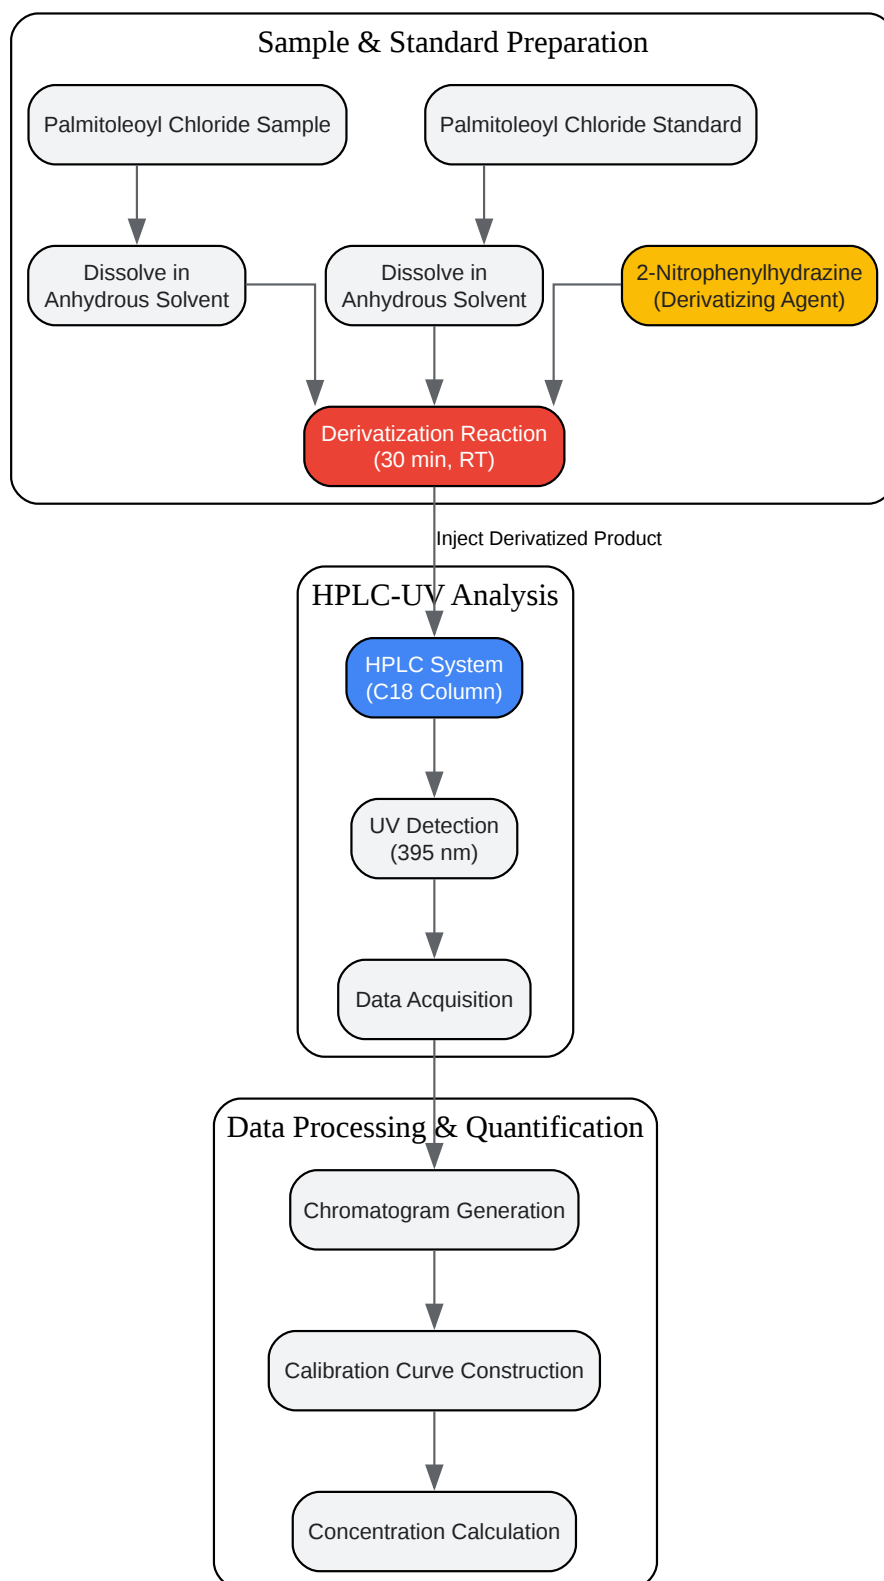 Sample & Standard Preparation
Palmitoleoyl Chloride Sample
Palmitoleoyl Chloride Standard
Dissolve in
Anhydrous Solvent
Dissolve in
Anhydrous Solvent
2-Nitrophenylhydrazine
(Derivatizing Agent)
Derivatization Reaction
(30 min, RT)
Inject Derivatized Product
HPLC-UV Analysis
HPLC System
(C18 Column)
UV Detection
(395 nm)
Data Acquisition
Data Processing & Quantification
Chromatogram Generation
Calibration Curve Construction
Concentration Calculation